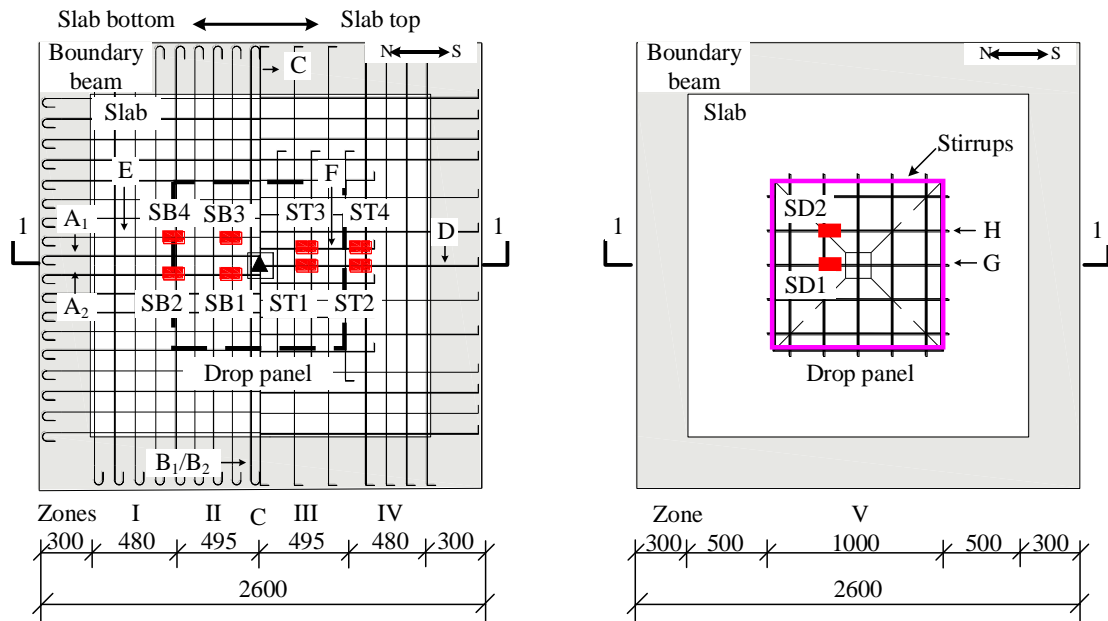 Slab bottom
Slab top
Boundary
beam
N
S
C
Slab
E
F
A1
SB4
SB3
ST3
ST4
D
1
1
A2
SB2
SB1
ST1
ST2
Drop panel
B1/B2
Zones
I
II
C
III
IV
300
480
495
495
480
300
2600
Boundary
beam
N
S
Slab
Stirrups
1
1
SD2
H
G
SD1
Drop panel
Zone
V
300
500
1000
500
300
2600